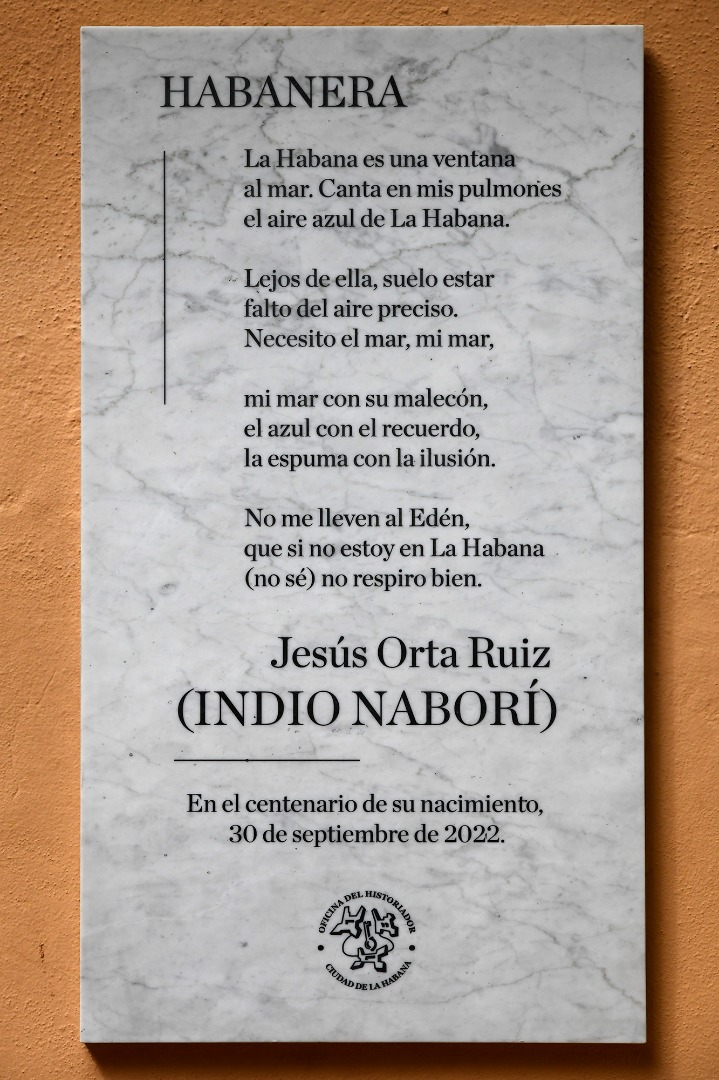 HABANERA
La Habana es una ventana
al mar. Canta en mis pulmones
el aire azul de La Habana.
Lejos de ella, suelo estar
falto del aire preciso.
Necesito el mar, mi mar,
mi mar con su malecón,
el azul con el recuerdo,
la espuma con la ilusión.
No me lleven al Edén,
que si no estoy en La Habana
(no sé) no respiro bien.
Jesús Orta Ruiz
(INDIO NABORÍ)
En el centenario de su nacimiento,
30 de septiembre de 2022.
OFICINA DEL HISTORIADOR
CIUDAD DE LA HABANA